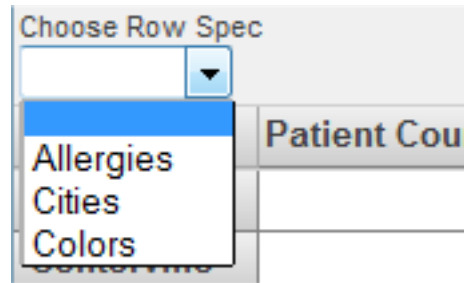 Choose Row Spec
Patient Cou
Allergies
Cities
Colors